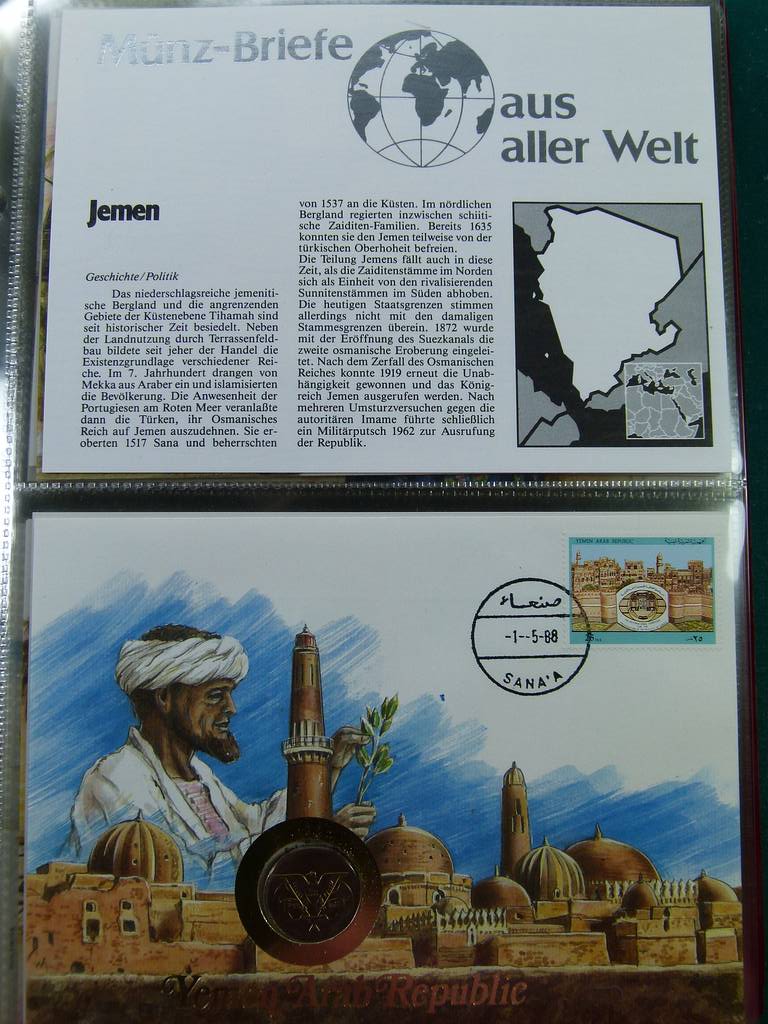 Münz-Briefe
aus
aller Welt
Jemen
Geschichte/Politik
Das niederschlagsreiche jemeniti-
sche Bergland und die angrenzenden
Gebiete der Küstenebene Tihamah sind
seit historischer Zeit besiedelt. Neben
der Landnutzung durch Terrassenfeld-
bau bildete seit jeher der Handel die
Existenzgrundlage verschiedener Rei-
che. Im 7. Jahrhundert drangen von
Mekka aus Araber ein und islamisierten
die Bevölkerung. Die Anwesenheit der
Portugiesen am Roten Meer veranlaßte
dann die Türken, ihr Osmanisches
Reich auf Jemen auszudehnen. Sie er-
oberten 1517 Sana und beherrschten
von 1537 an die Küsten. Im nördlichen
Bergland regierten inzwischen schiiti-
sche Zaiditen-Familien. Bereits 1635
konnten sie den Jemen teilweise von der
türkischen Oberhoheit befreien.
Die Teilung Jemens fällt auch in diese
Zeit, als die Zaiditenstämme im Norden
sich als Einheit von den rivalisierenden
Sunnitenstämmen im Süden abhoben.
Die heutigen Staatsgrenzen stimmen
allerdings nicht mit den damaligen
Stammesgrenzen überein. 1872 wurde
mit der Eröffnung des Suezkanals die
zweite osmanische Eroberung eingelei-
tet. Nach dem Zerfall des Osmanischen
Reiches konnte 1919 erneut die Unab-
hängigkeit gewonnen und das König-
reich Jemen ausgerufen werden. Nach
mehreren Umsturzversuchen gegen die
autoritären Imame führte schließlich
ein Militärputsch 1962 zur Ausrufung
der Republik.
YEMEN ARAB REPUBLIC
صنعاء
-1--5-88
SANA'A
٢٥
Yemen Arab Republic